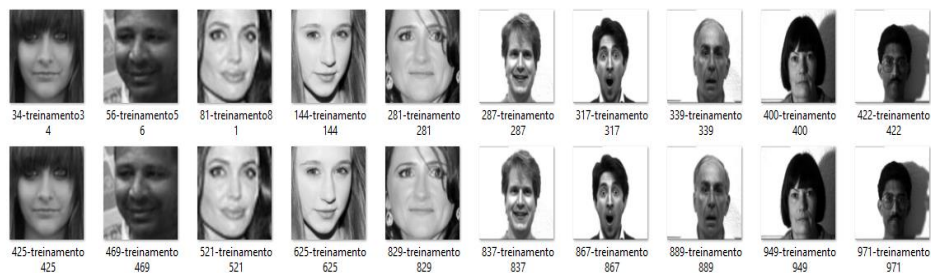 34-treinamento3 56-treinamento5 81-treinamento8 144-treinamento 281-treinamento 287-treinamento 317-treinamento 339-treinamento 400-treinamento 422-treinamento
4 6 1 144 281 287 317 339 400 422
425-treinamento 469-treinamento 521-treinamento 625-treinamento 829-treinamento 837-treinamento 867-treinamento 889-treinamento 949-treinamento 971-treinamento
425 469 521 625 829 837 867 889 949 971